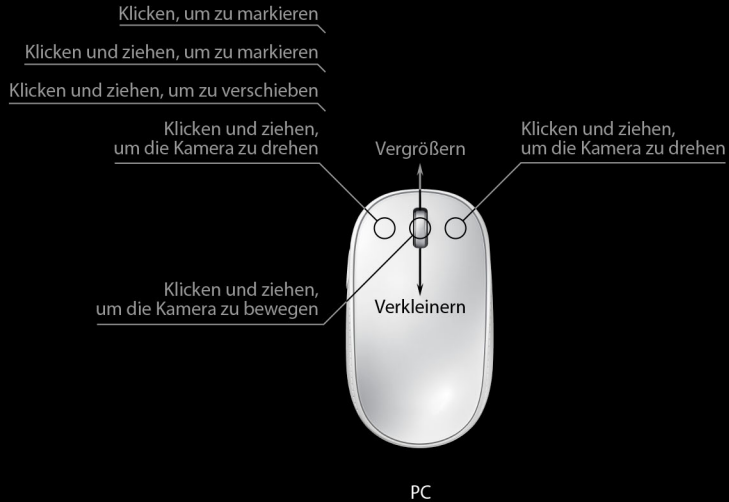 Klicken, um zu markieren
Klicken und ziehen, um zu markieren
Klicken und ziehen, um zu verschieben
Klicken und ziehen,
um die Kamera zu drehen
Vergrößern
Klicken und ziehen,
um die Kamera zu drehen
Klicken und ziehen,
um die Kamera zu bewegen
Verkleinern
PC